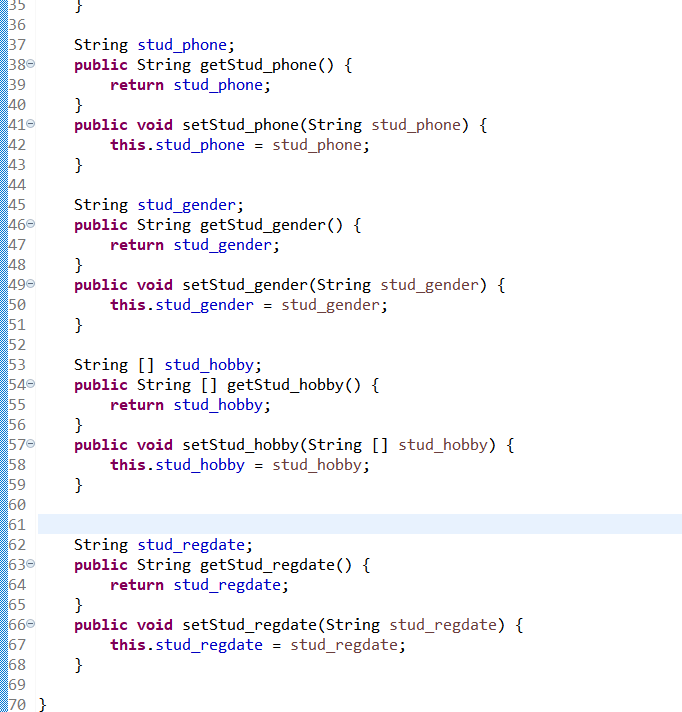 35     }
36
37     String stud_phone;
38     public String getStud_phone() {
39         return stud_phone;
40     }
41     public void setStud_phone(String stud_phone) {
42         this.stud_phone = stud_phone;
43     }
44
45     String stud_gender;
46     public String getStud_gender() {
47         return stud_gender;
48     }
49     public void setStud_gender(String stud_gender) {
50         this.stud_gender = stud_gender;
51     }
52
53     String [] stud_hobby;
54     public String [] getStud_hobby() {
55         return stud_hobby;
56     }
57     public void setStud_hobby(String [] stud_hobby) {
58         this.stud_hobby = stud_hobby;
59     }
60
61
62     String stud_regdate;
63     public String getStud_regdate() {
64         return stud_regdate;
65     }
66     public void setStud_regdate(String stud_regdate) {
67         this.stud_regdate = stud_regdate;
68     }
69
70 }